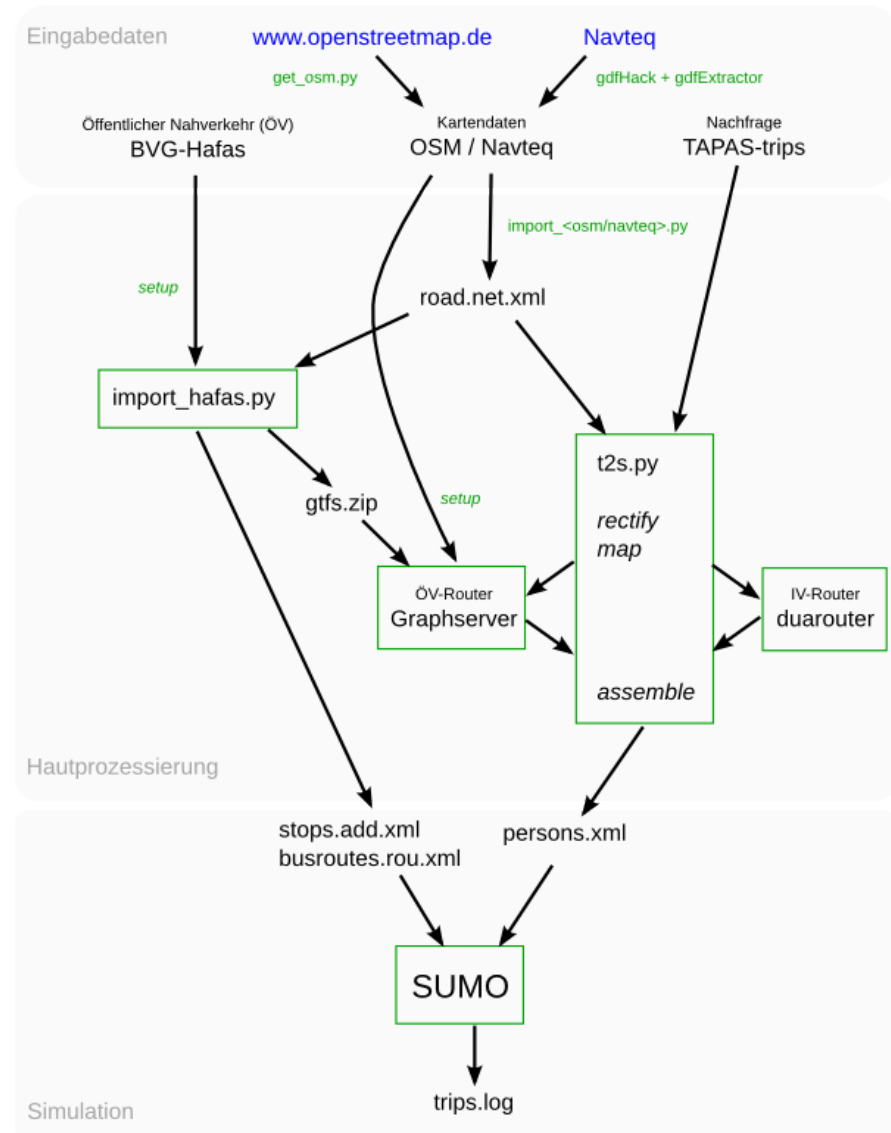 Eingabedaten
www.openstreetmap.de
Navteq
get_osm.py
gdfHack + gdfExtractor
Öffentlicher Nahverkehr (ÖV)
BVG-Hafas
Kartendaten
OSM / Navteq
Nachfrage
TAPAS-trips
import_<osm/navteq>.py
setup
road.net.xml
import_hafas.py
t2s.py
gtfs.zip
setup
rectify
map
ÖV-Router
Graphserver
IV-Router
duarouter
assemble
Hautprozessierung
stops.add.xml
busroutes.rou.xml
persons.xml
SUMO
trips.log
Simulation